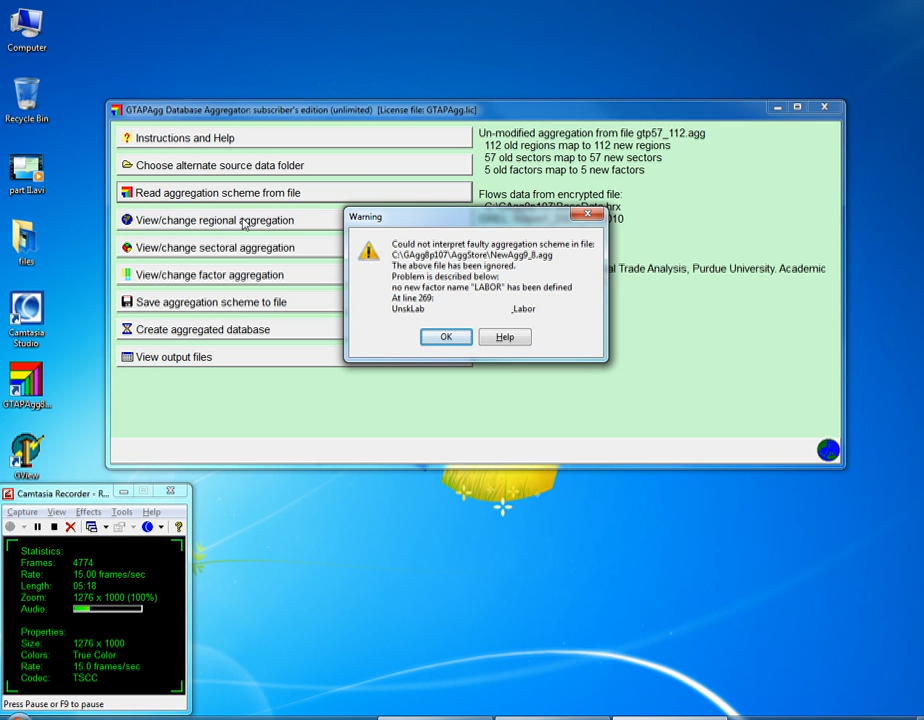 Computer
Recycle Bin
part II.avi
files
Camtasia
Studio
GTAPAgg8...
GView
GTAPAgg Database Aggregator: subscriber's edition (unlimited) [License file: GTAPAgg.lic]
? Instructions and Help
Choose alternate source data folder
Read aggregation scheme from file
View/change regional aggregation
View/change sectoral aggregation
View/change factor aggregation
Save aggregation scheme to file
Create aggregated database
View output files
Un-modified aggregation from file gtp57_112.agg
112 old regions map to 112 new regions
57 old sectors map to 57 new sectors
5 old factors map to 5 new factors
Flows data from encrypted file:
010
l Trade Analysis, Purdue University. Academic
Warning
Could not interpret faulty aggregation scheme in file:
C:\GAgg8p107\AggStore\NewAgg9_8.agg
The above file has been ignored.
Problem is described below:
no new factor name "LABOR" has been defined
At line 269:
UnskLab _Labor
OK
Help
Camtasia Recorder - R...
Capture View Effects Tools Help
Statistics:
Frames: 4774
Rate: 15.00 frames/sec
Length: 05:18
Zoom: 1276 x 1000 (100%)
Audio:
Properties:
Size: 1276 x 1000
Colors: True Color
Rate: 15.0 frames/sec
Codec: TSCC
Press Pause or F9 to pause